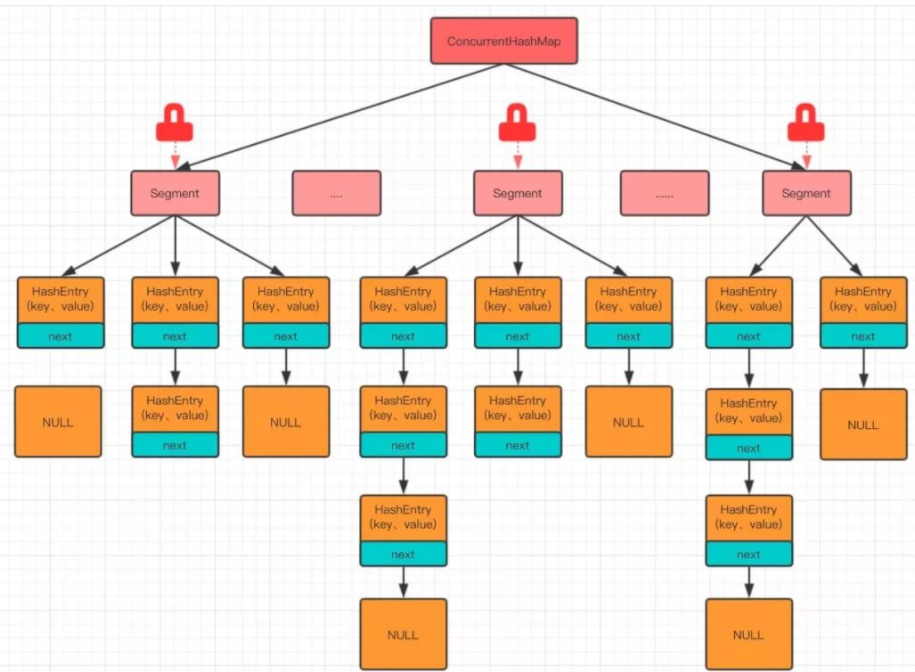 ConcurrentHashMap
Segment
....
Segment
......
Segment
HashEntry
(key、value)
next
HashEntry
(key、value)
next
HashEntry
(key、value)
next
HashEntry
(key、value)
next
HashEntry
(key、value)
next
HashEntry
(key、value)
next
HashEntry
(key、value)
next
HashEntry
(key、value)
next
NULL
HashEntry
(key、value)
next
NULL
HashEntry
(key、value)
next
HashEntry
(key、value)
next
NULL
HashEntry
(key、value)
next
NULL
HashEntry
(key、value)
next
HashEntry
(key、value)
next
NULL
NULL